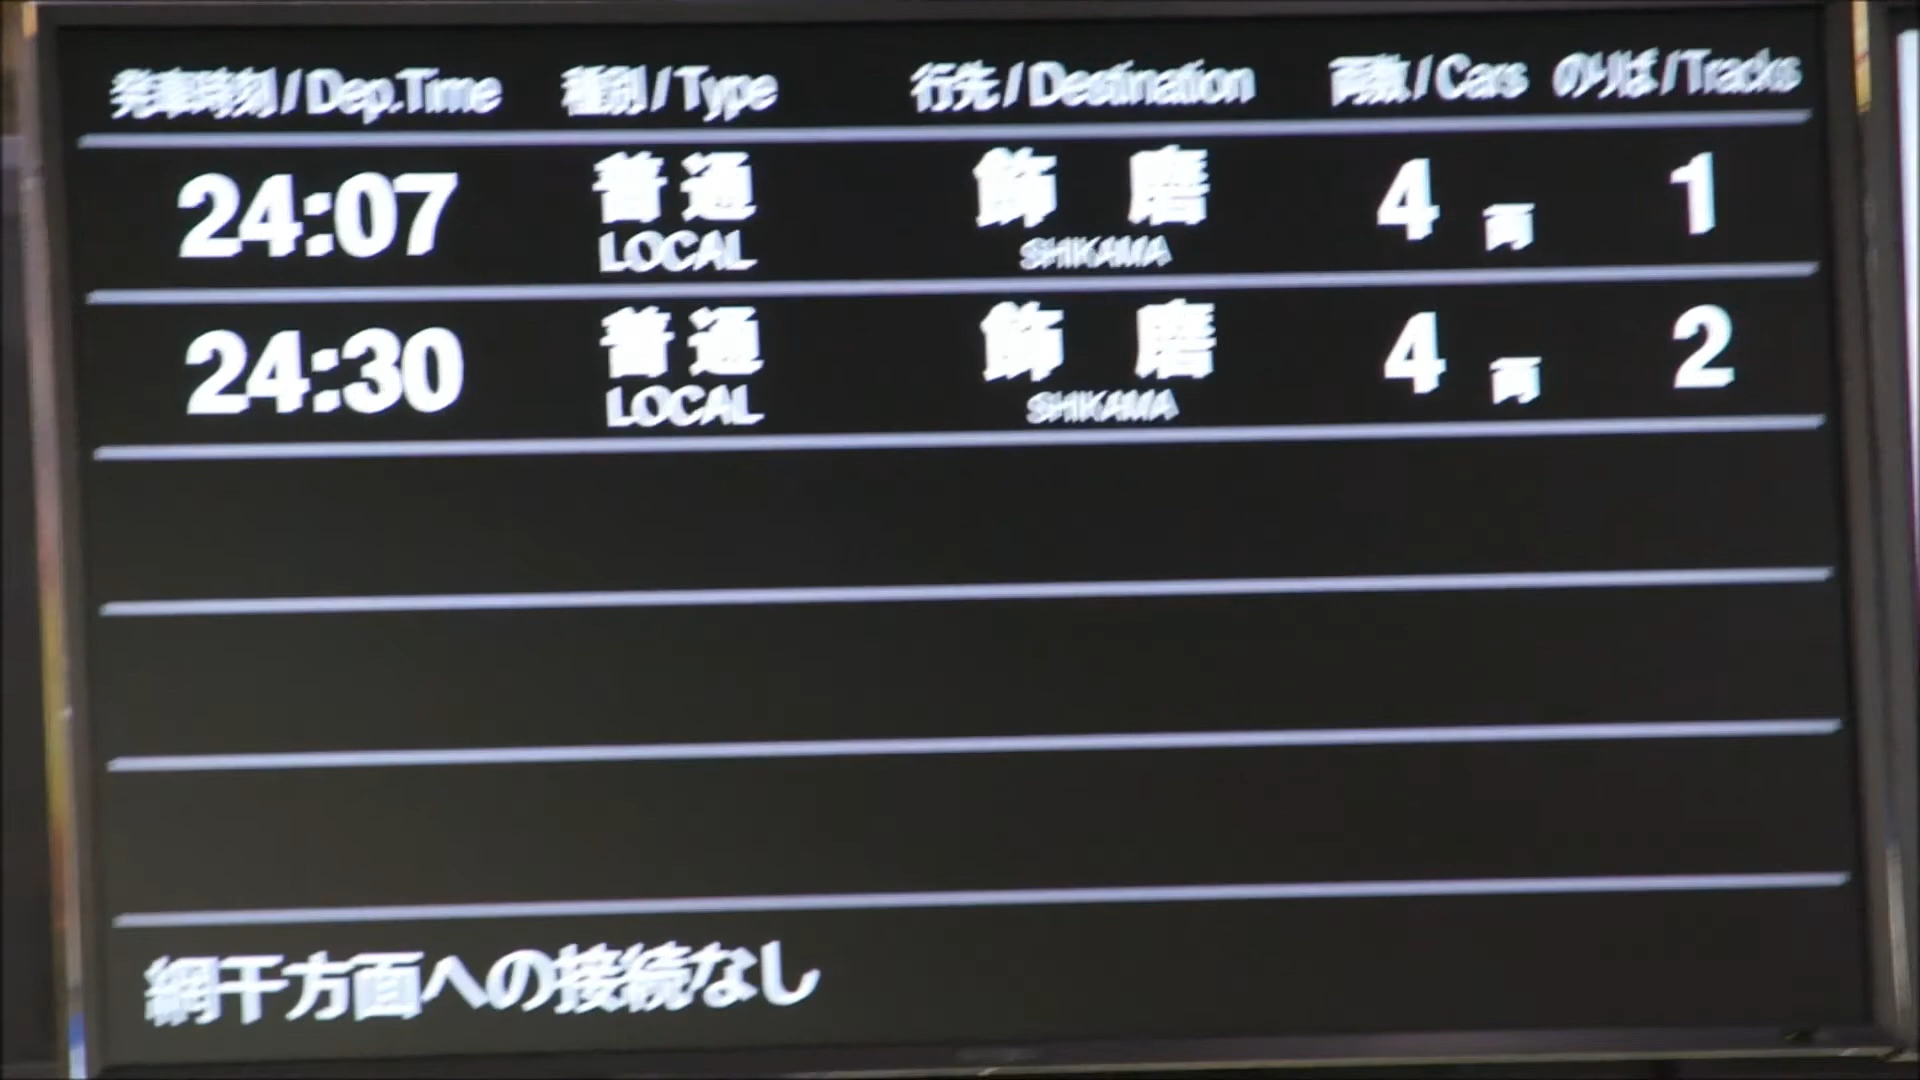 発車時刻/Dep.Time 種別/Type 行先/Destination 両数/Cars のりば/Tracks
24:07 普通 LOCAL 飾磨 SHIKAMA 4両 1
24:30 普通 LOCAL 飾磨 SHIKAMA 4両 2
網干方面への接続なし